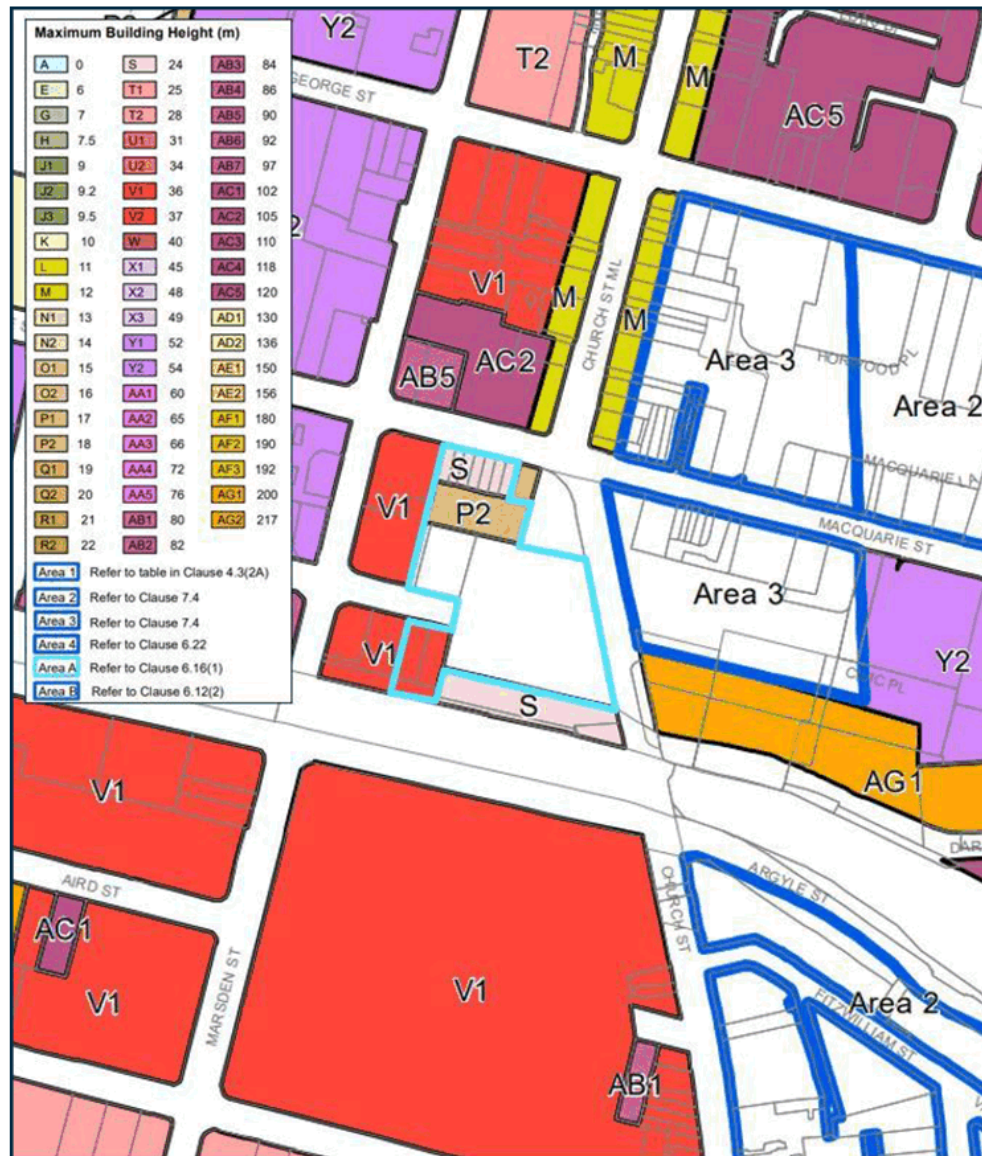 Maximum Building Height (m)
A 0 S 24 AB3 84
E 6 T1 25 AB4 86
G 7 T2 28 AB5 90
H 7.5 U1 31 AB6 92
J1 9 U2 34 AB7 97
J2 9.2 V1 36 AC1 102
J3 9.5 V2 37 AC2 105
K 10 W 40 AC3 110
L 11 X1 45 AC4 118
M 12 X2 48 AC5 120
N1 13 X3 49 AD1 130
N2 14 Y1 52 AD2 136
O1 15 Y2 54 AE1 150
O2 16 AA1 60 AE2 156
P1 17 AA2 65 AF1 180
P2 18 AA3 66 AF2 190
Q1 19 AA4 72 AF3 192
Q2 20 AA5 76 AG1 200
R1 21 AB1 80 AG2 217
R2 22 AB2 82
Area 1 Refer to table in Clause 4.3(2A)
Area 2 Refer to Clause 7.4
Area 3 Refer to Clause 7.4
Area 4 Refer to Clause 6.22
Area A Refer to Clause 6.16(1)
Area B Refer to Clause 6.12(2)
Y2
T2
M
M
AC5
GEORGE ST
V1
M
CHURCH ST ML
M
AC2
AB5
Area 3
HORWOOD PL
Area 2
MACQUARIE LA
MACQUARIE ST
S
V1
P2
Area 3
V1
S
CIVIC PL
Y2
AG1
DAR
V1
AIRD ST
AC1
V1
MARSDEN ST
V1
CHURCH ST
ARGYLE ST
Area 2
FITZWILLIAM ST
AB1